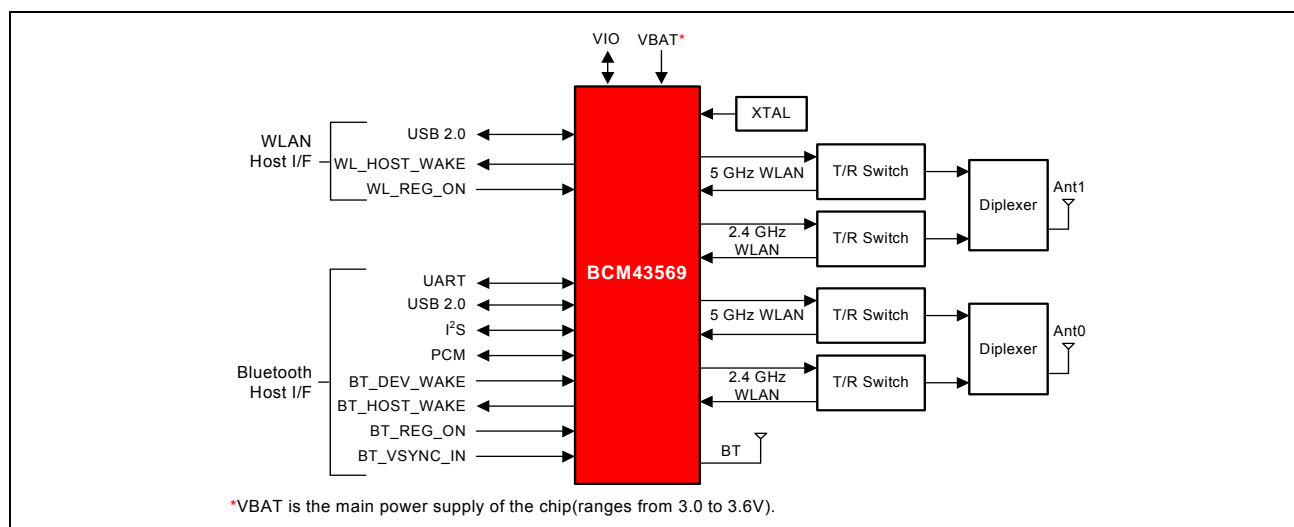 VIO
VBAT*
XTAL
WLAN
Host I/F
USB 2.0
WL_HOST_WAKE
WL_REG_ON
5 GHz WLAN
T/R Switch
2.4 GHz
WLAN
T/R Switch
Diplexer
Ant1
BCM43569
Bluetooth
Host I/F
UART
USB 2.0
I²S
PCM
BT_DEV_WAKE
BT_HOST_WAKE
BT_REG_ON
BT_VSYNC_IN
5 GHz WLAN
T/R Switch
2.4 GHz
WLAN
T/R Switch
Diplexer
Ant0
BT
*VBAT is the main power supply of the chip(ranges from 3.0 to 3.6V).